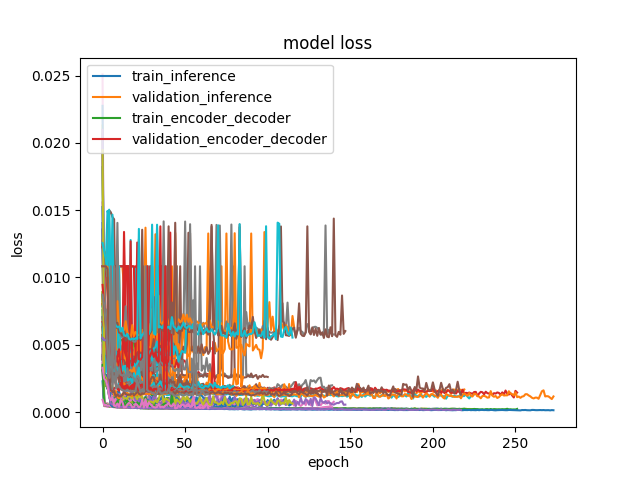 model loss
train_inference
validation_inference
train_encoder_decoder
validation_encoder_decoder
0.025
0.020
0.015
0.010
0.005
0.000
loss
0 50 100 150 200 250
epoch